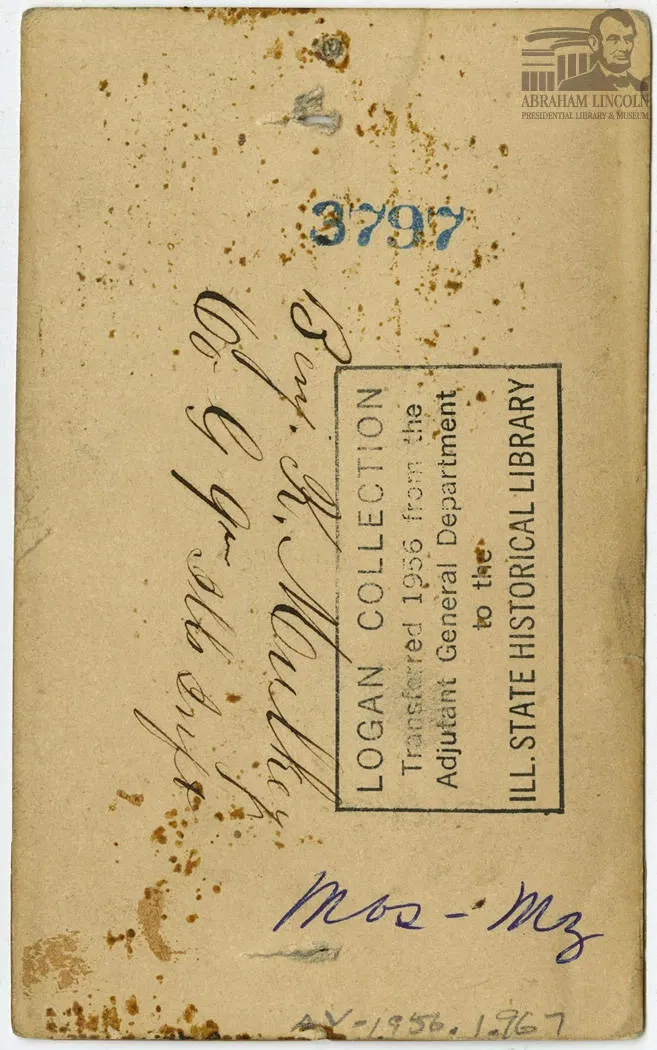 ABRAHAM LINCOLN
PRESIDENTIAL LIBRARY & MUSEUM
3797
Benj. R. Mulkey
Co G 9th Ills Inft
LOGAN COLLECTION
Transferred 1956 from the
Adjutant General Department
to the
ILL. STATE HISTORICAL LIBRARY
Mos - Mz
AV-1956.1.967